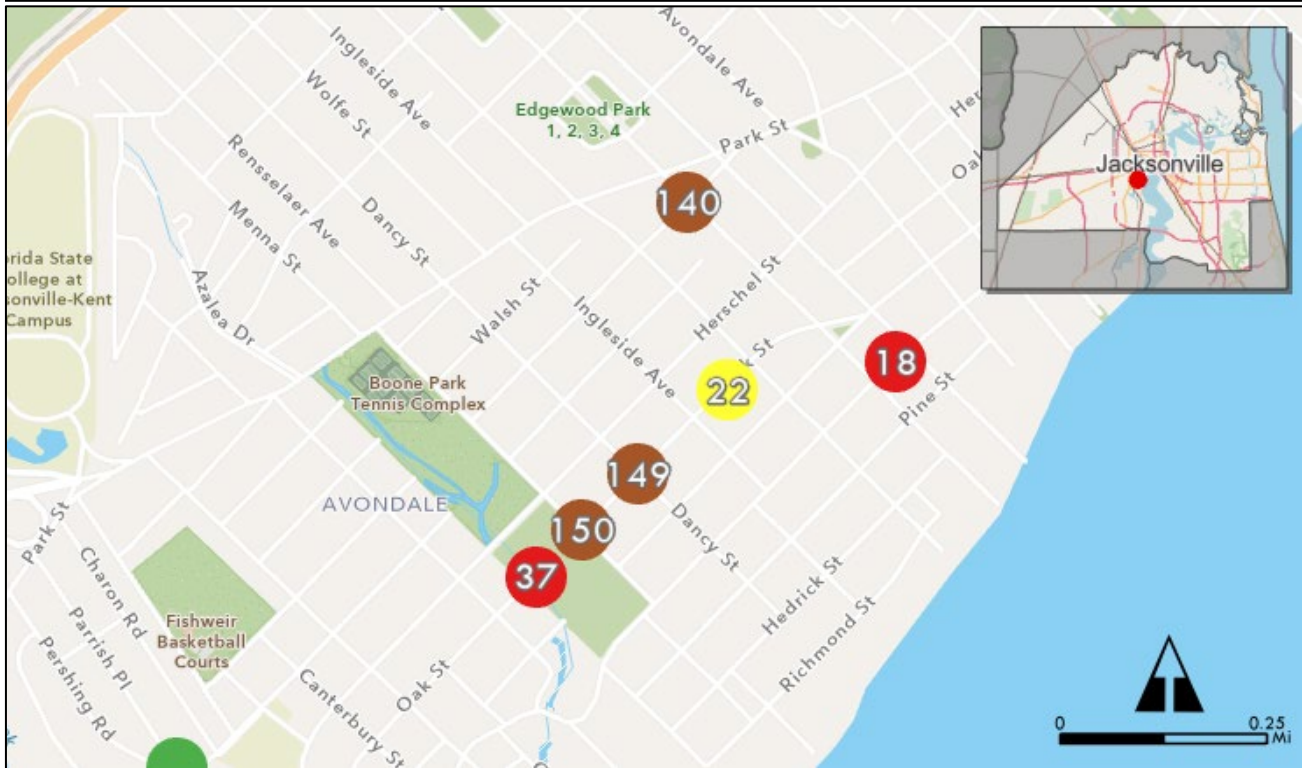 Ingleside Ave
Wolfe St
Rensselaer Ave
Menna St
Dancy St
Azalea Dr
Edgewood Park
1, 2, 3, 4
Avondale Ave
Park St
140
Jacksonville
Walsh St
Herschel St
Ingleside Ave
k St
22
18
Pine St
rida State
ollege at
sonville-Kent
Campus
Boone Park
Tennis Complex
149
AVONDALE
150
Dancy St
37
Park St
Charon Rd
Parrish Pl
Pershing Rd
Fishweir
Basketball
Courts
Canterbury St
Oak St
Hedrick St
Richmond St
0
0.25
Mi